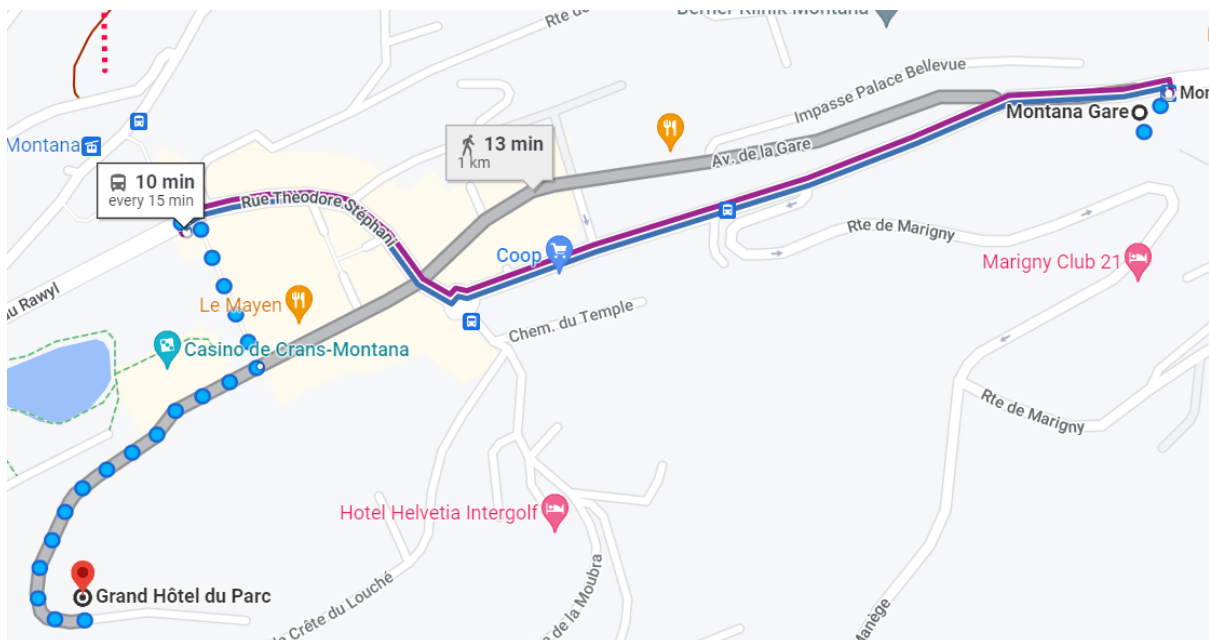 Berner Klinik Montana
Rte de
Impasse Palace Bellevue
Mon
Montana Gare
13 min
1 km
Av. de la Gare
Montana
10 min
every 15 min
Rue Théodore Stéphani
Rte de Marigny
Marigny Club 21
Coop
du Rawyl
Le Mayen
Chem. du Temple
Casino de Crans-Montana
Rte de Marigny
Hotel Helvetia Intergolf
Grand Hôtel du Parc
la Crête du Louché
de la Moubra
Manège